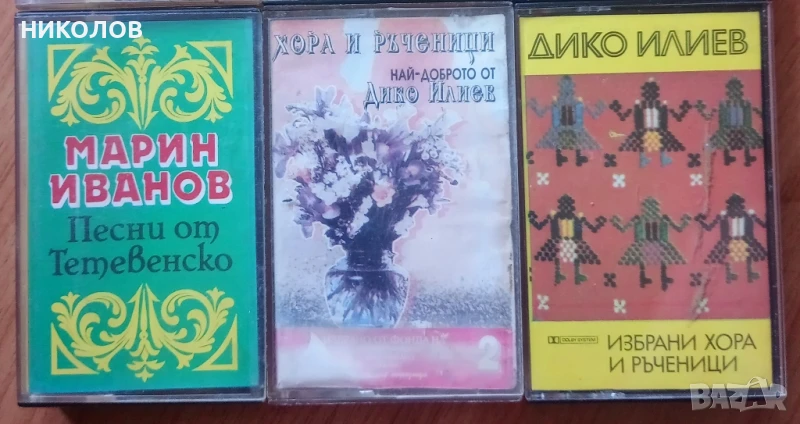 НИКОЛОВ
МАРИН
ИВАНОВ
Песни от
Тетевенско
ХОРА И РЪЧЕНИЦИ
НАЙ-ДОБРОТО ОТ
Дико Илиев
2
ДИКО ИЛИЕВ
DOLBY SYSTEM
ИЗБРАНИ ХОРА
И РЪЧЕНИЦИ
BAZAR